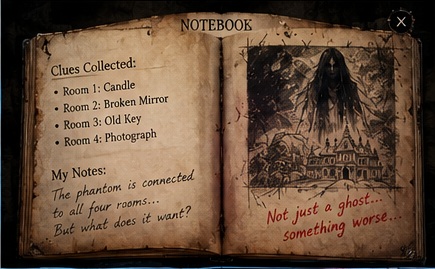 NOTEBOOK
Clues Collected:
• Room 1: Candle
• Room 2: Broken Mirror
• Room 3: Old Key
• Room 4: Photograph
My Notes:
The phantom is connected
to all four rooms...
But what does it want?
Not just a ghost...
something worse...